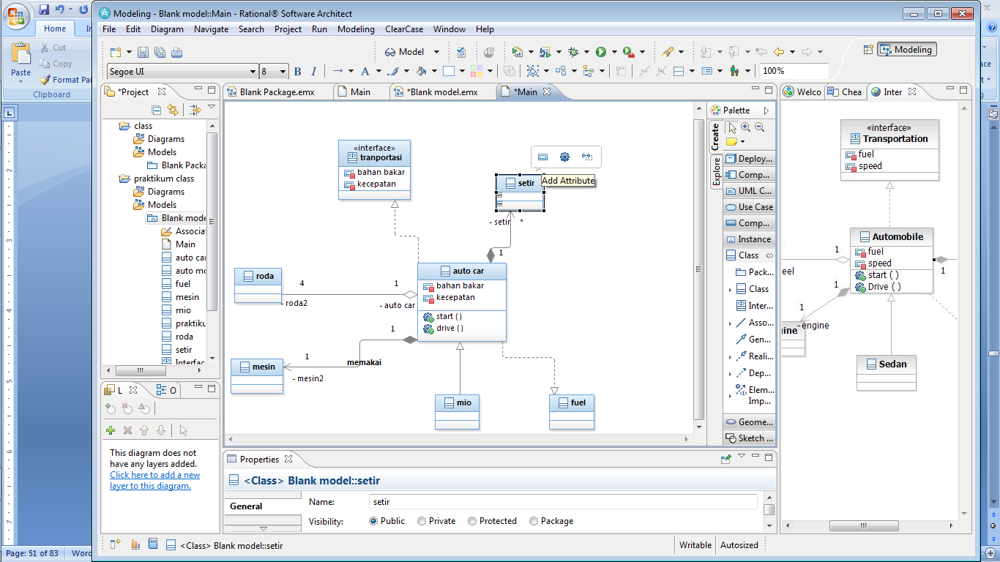 Modeling - Blank model::Main - Rational® Software Architect
Home
File Edit Diagram Navigate Search Project Run Modeling ClearCase Window Help
Cut
Copy
Format Pai
Paste
Clipboard
Model
Modeling
Segoe UI 8 B I A 100%
*Project
Blank Package.emx Main *Blank model.emx *Main
Welco Chea Inter
class
Diagrams
Models
Blank Packa
praktikum class
Diagrams
Models
Blank mode
Associa
Main
auto car
auto mo
fuel
mesin
mio
praktiku
roda
setir
Interface
«interface»
tranportasi
bahan bakar
kecepatan
Add Attribute
setir
- setir *
1
auto car
bahan bakar
kecepatan
start ( )
drive ( )
roda
4 1
- roda2 - auto car
1
mesin
1
memakai
- mesin2
mio
fuel
Palette
Create
Explore
Deploy...
Comp...
UML C...
Use Case
Comp...
Instance
Class
Pack...
Class
Inter...
Asso...
Gen...
Reali...
Dep...
Elem...
Impo...
Geome...
Sketch ...
«interface»
Transportation
fuel
speed
Automobile
fuel
speed
start ( )
Drive ( )
1
1
1
eel
1
- engine
ine
Sedan
L O
This diagram does not
have any layers added.
Click here to add a new
layer to this diagram.
Properties
<Class> Blank model::setir
General
Name: setir
Visibility: Public Private Protected Package
<Class> Blank model::setir
Writable Autosized
Page: 51 of 83 Word